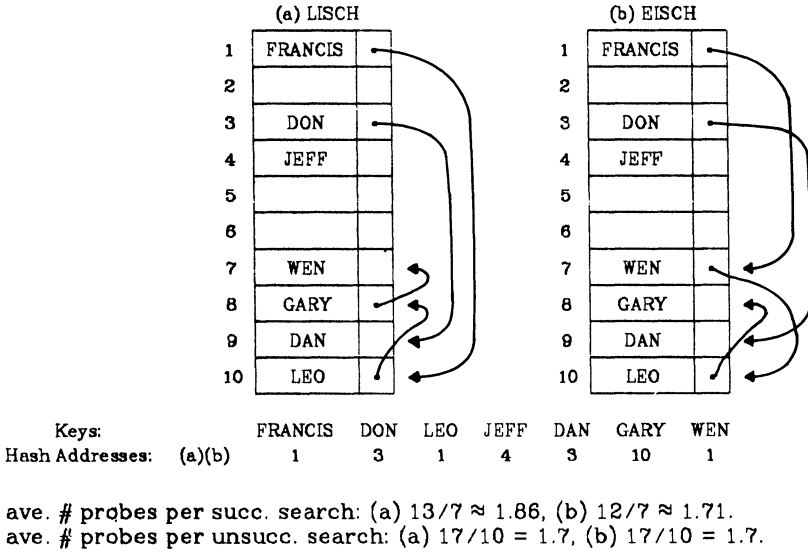 (a) LISCH (b) EISCH
1 FRANCIS 1 FRANCIS
2 2
3 DON 3 DON
4 JEFF 4 JEFF
5 5
6 6
7 WEN 7 WEN
8 GARY 8 GARY
9 DAN 9 DAN
10 LEO 10 LEO
Keys: FRANCIS DON LEO JEFF DAN GARY WEN
Hash Addresses: (a)(b) 1 3 1 4 3 10 1
ave. # probes per succ. search: (a) 13/7 ≈ 1.86, (b) 12/7 ≈ 1.71.
ave. # probes per unsucc. search: (a) 17/10 = 1.7, (b) 17/10 = 1.7.